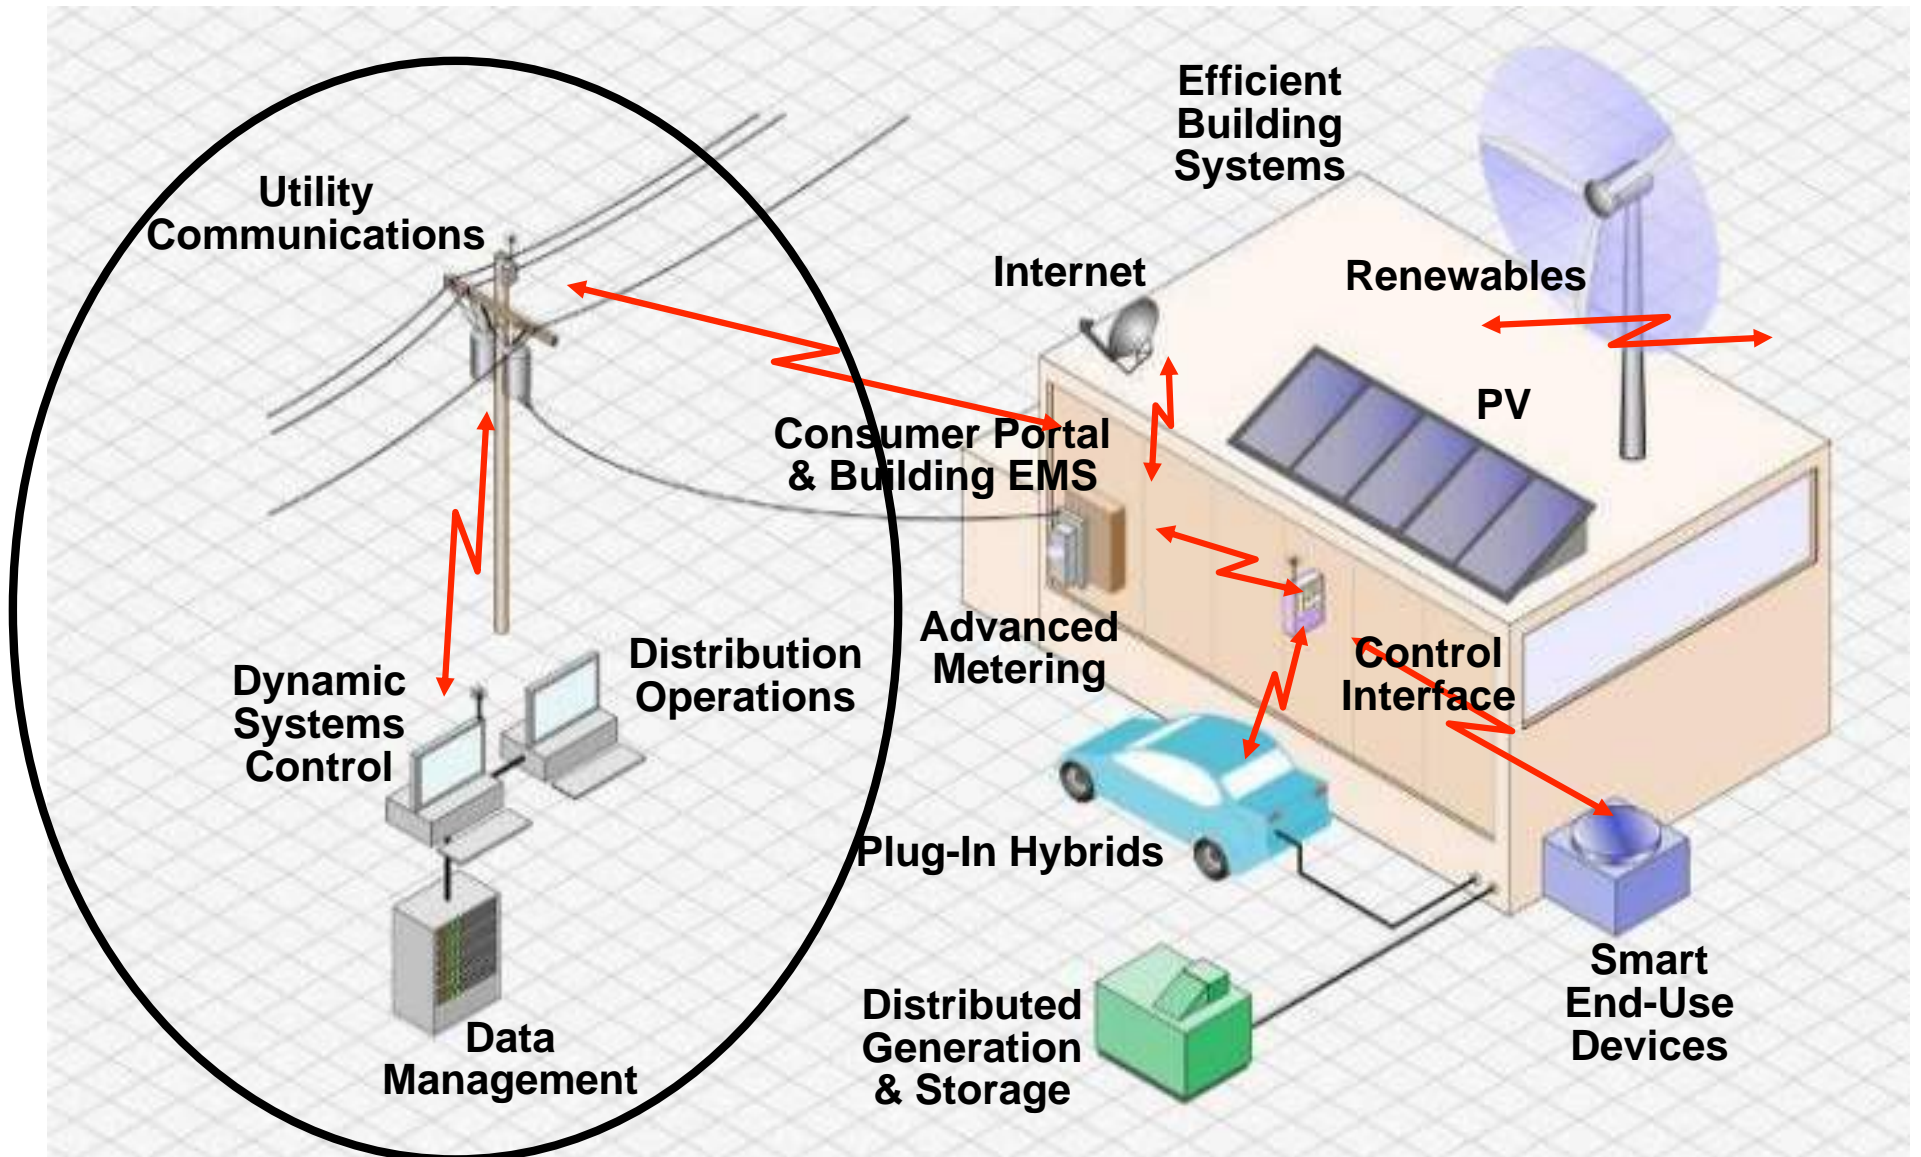 Efficient
Building
Systems
Utility
Communications
Internet
Renewables
PV
Consumer Portal
& Building EMS
Advanced
Metering
Control
Interface
Dynamic
Systems
Control
Distribution
Operations
Plug-In Hybrids
Data
Management
Distributed
Generation
& Storage
Smart
End-Use
Devices